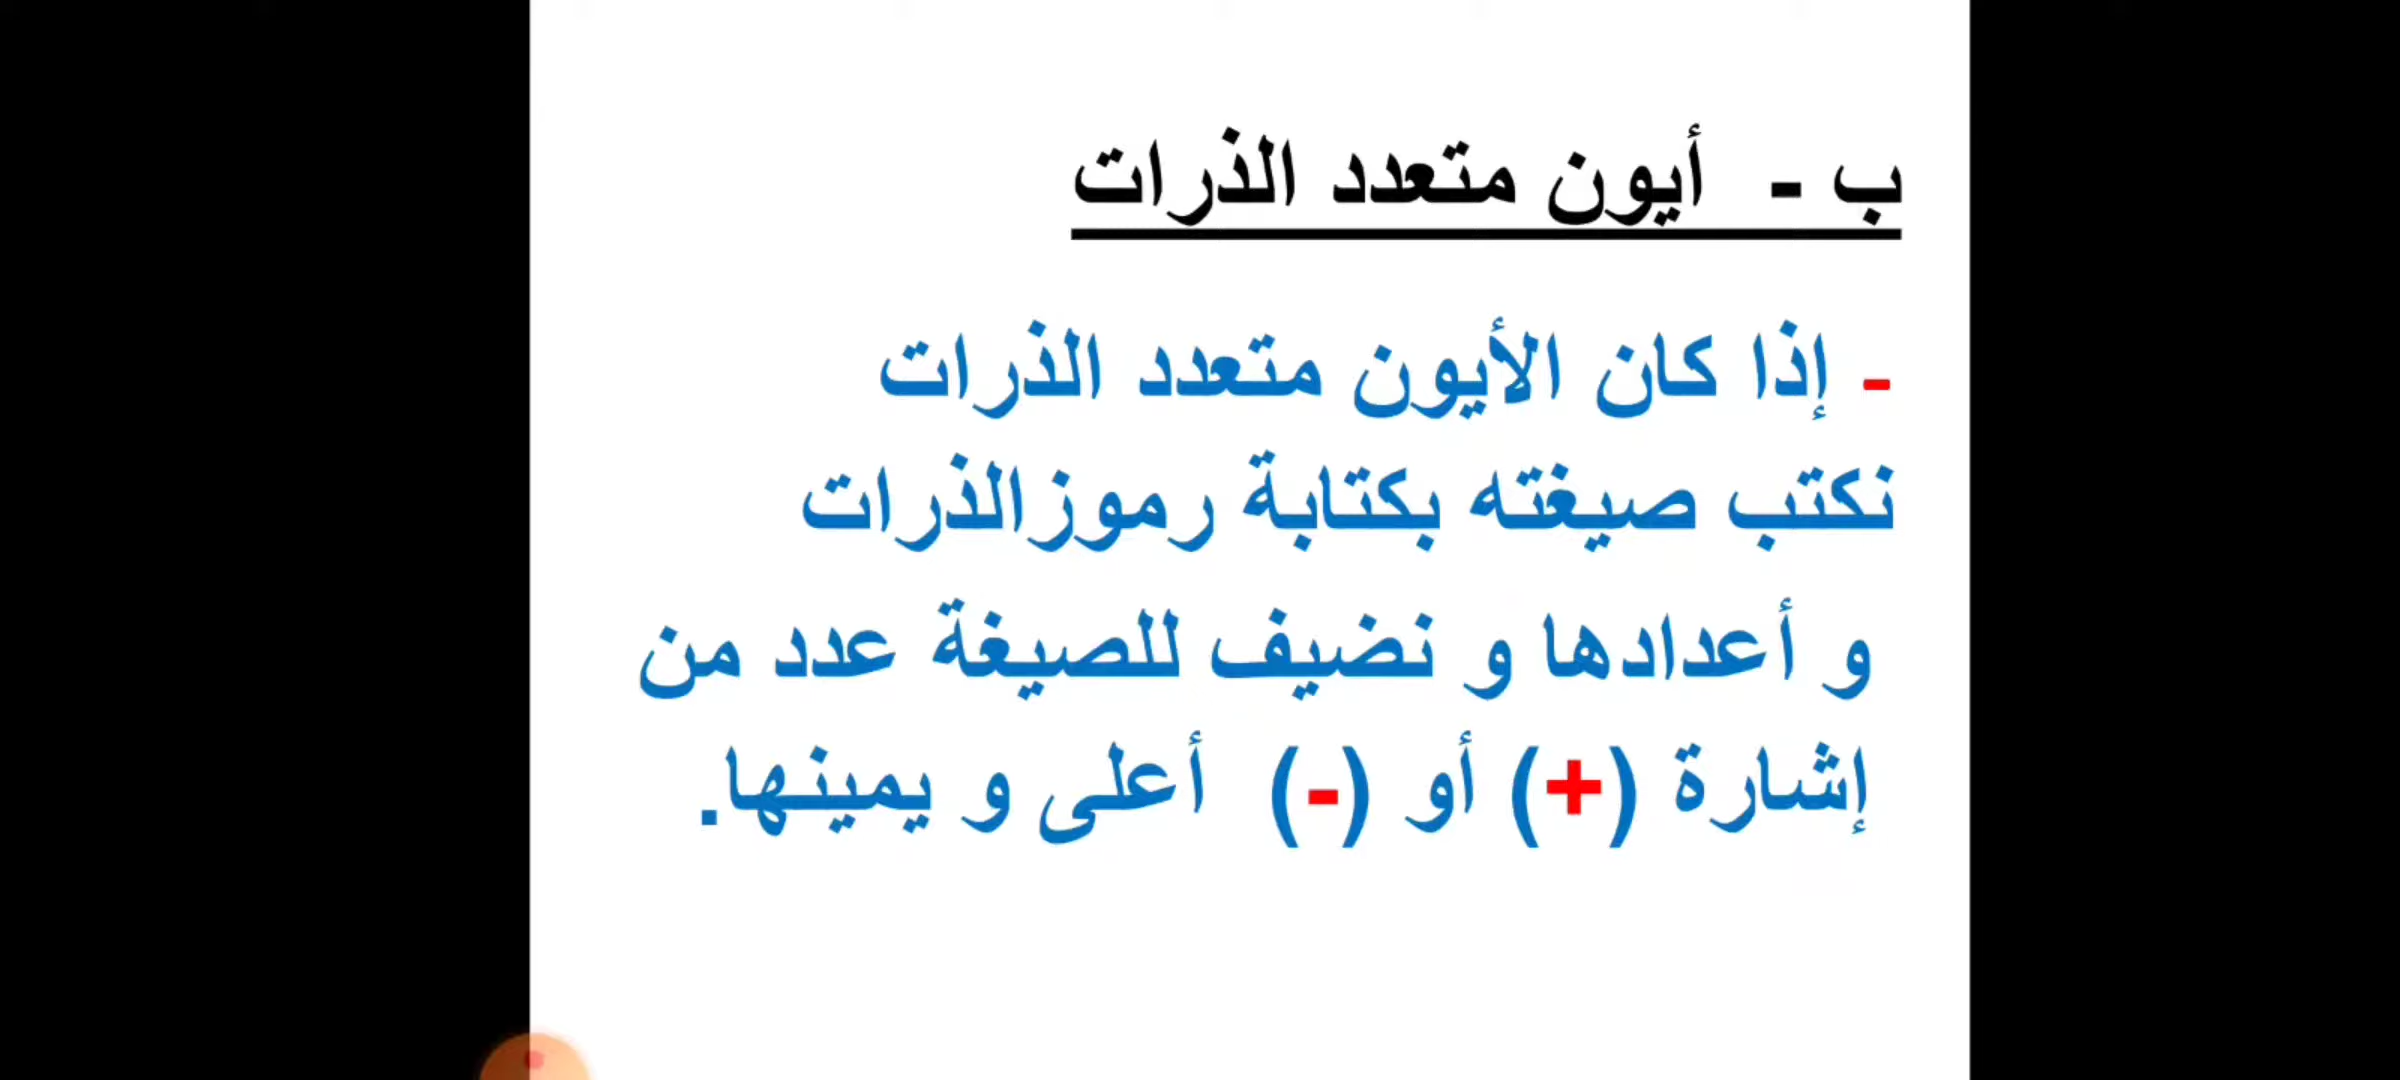 ب - أيون متعدد الذرات
- إذا كان الأيون متعدد الذرات
نكتب صيغته بكتابة رموزالذرات
و أعدادها و نضيف للصيغة عدد من
إشارة (+) أو (-) أعلى و يمينها.